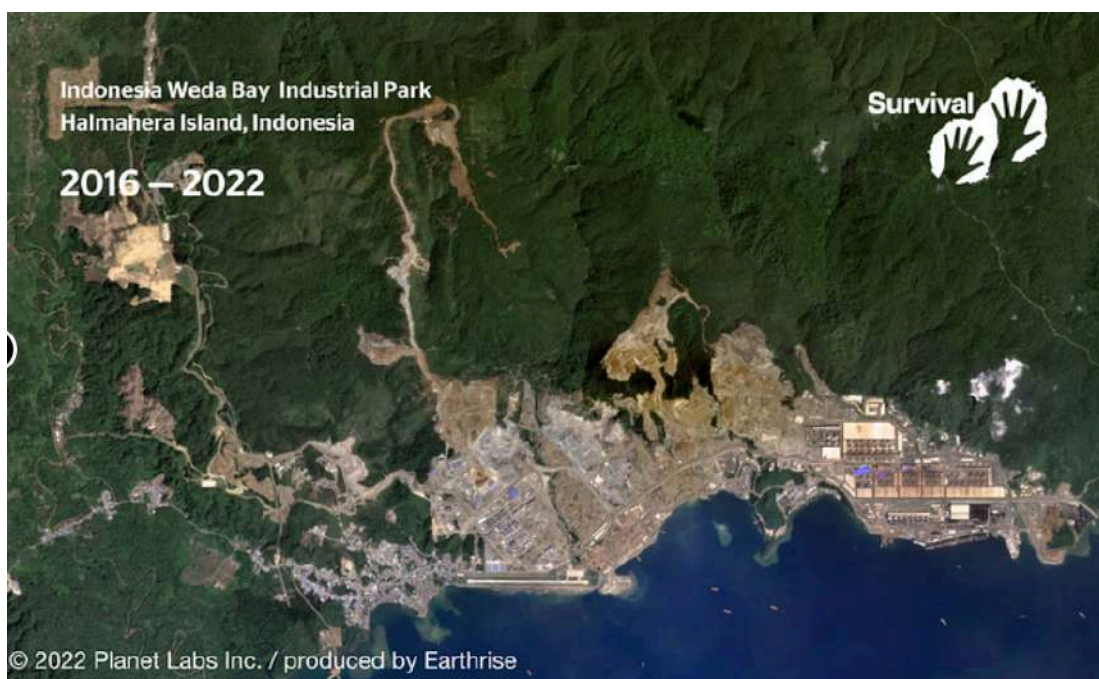 Indonesia Weda Bay Industrial Park
Halmahera Island, Indonesia
2016 – 2022
Survival
© 2022 Planet Labs Inc. / produced by Earthrise